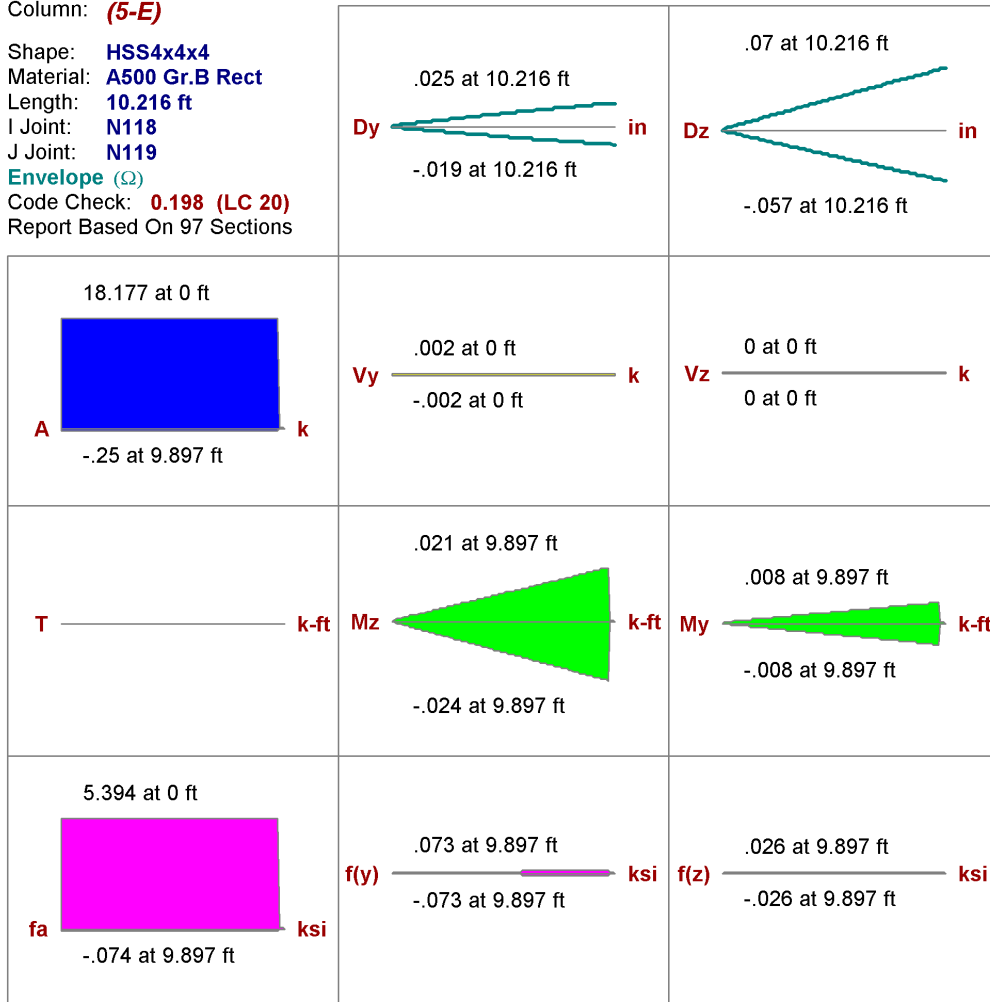 Column: (5-E)
Shape: HSS4x4x4
Material: A500 Gr.B Rect
Length: 10.216 ft
I Joint: N118
J Joint: N119
Envelope (Ω)
Code Check: 0.198 (LC 20)
Report Based On 97 Sections
.025 at 10.216 ft
Dy in
-.019 at 10.216 ft
.07 at 10.216 ft
Dz in
-.057 at 10.216 ft
18.177 at 0 ft
A k
-.25 at 9.897 ft
.002 at 0 ft
Vy k
-.002 at 0 ft
0 at 0 ft
Vz k
0 at 0 ft
T k-ft
.021 at 9.897 ft
Mz k-ft
-.024 at 9.897 ft
.008 at 9.897 ft
My k-ft
-.008 at 9.897 ft
5.394 at 0 ft
fa ksi
-.074 at 9.897 ft
.073 at 9.897 ft
f(y) ksi
-.073 at 9.897 ft
.026 at 9.897 ft
f(z) ksi
-.026 at 9.897 ft